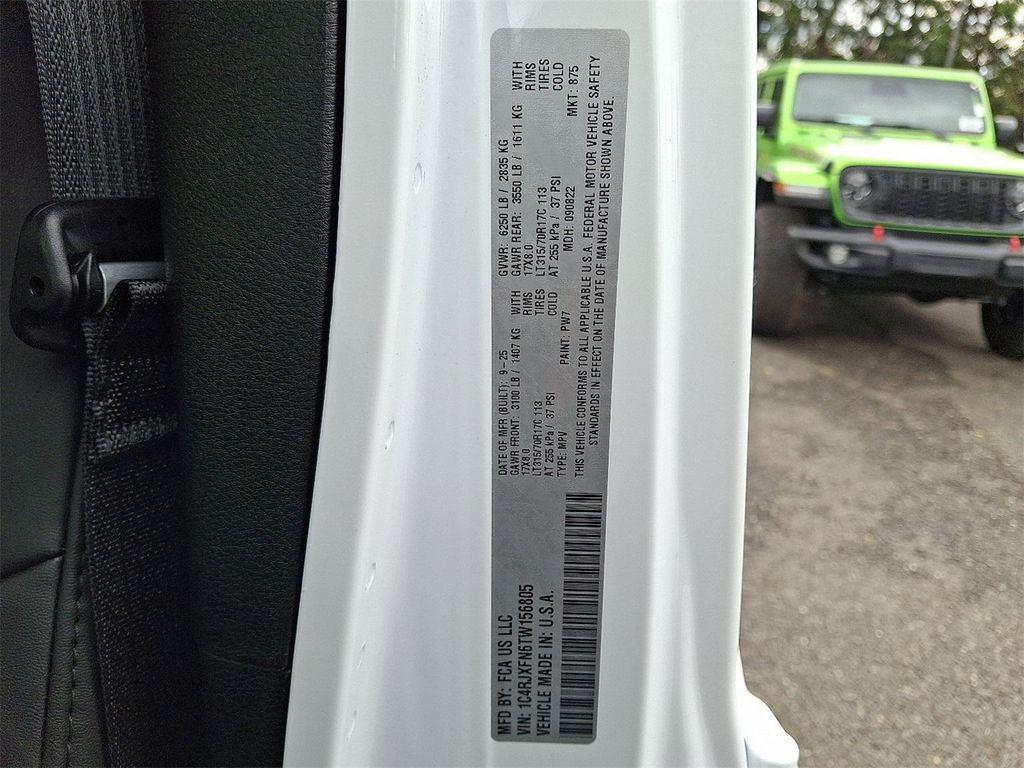 MFD BY: FCA US LLC
VIN: 1C4RJXFN6TW156805
VEHICLE MADE IN: U.S.A.
DATE OF MFR (BUILT): 9-25
GAWR FRONT: 3100 LB / 1407 KG WITH
17X8.0 RIMS
LT315/70R17C 113 TIRES
AT 255 kPa / 37 PSI COLD
TYPE: MPV PAINT: PW7
GVWR: 6250 LB / 2835 KG
GAWR REAR: 3550 LB / 1611 KG WITH
17X8.0 RIMS
LT315/70R17C 113 TIRES
AT 255 kPa / 37 PSI COLD
MDH: 090822 MKT: 875
THIS VEHICLE CONFORMS TO ALL APPLICABLE U.S.A. FEDERAL MOTOR VEHICLE SAFETY
STANDARDS IN EFFECT ON THE DATE OF MANUFACTURE SHOWN ABOVE.